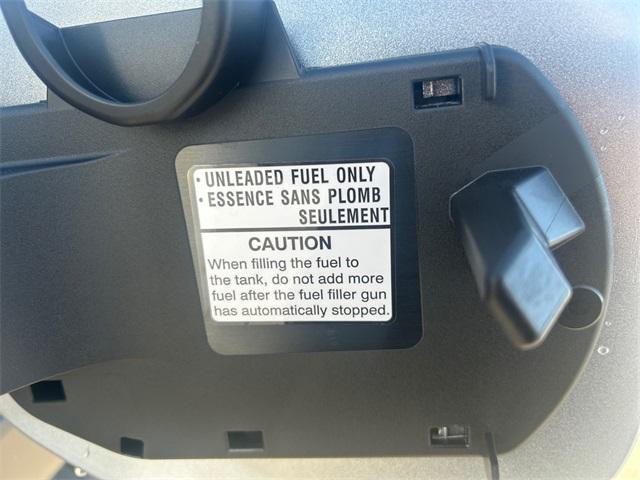 · UNLEADED FUEL ONLY
· ESSENCE SANS PLOMB
SEULEMENT
CAUTION
When filling the fuel to
the tank, do not add more
fuel after the fuel filler gun
has automatically stopped.